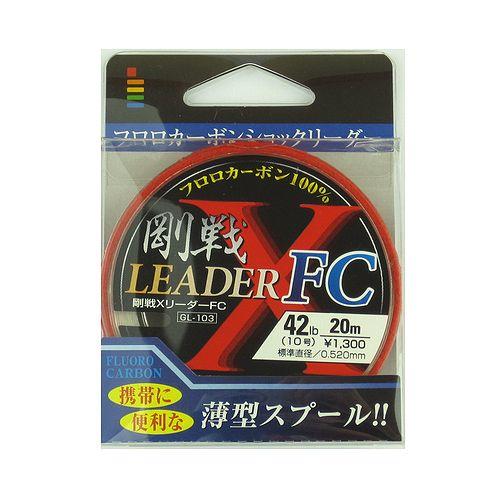 フロロカーボンショックリーダー
フロロカーボン100%
X
剛戦
LEADER FC
剛戦XリーダーFC
GL-103
42lb 20m
(10号) ¥1,300
標準直径/0.520mm
FLUORO
CARBON
携帯に
便利な
薄型スプール!!